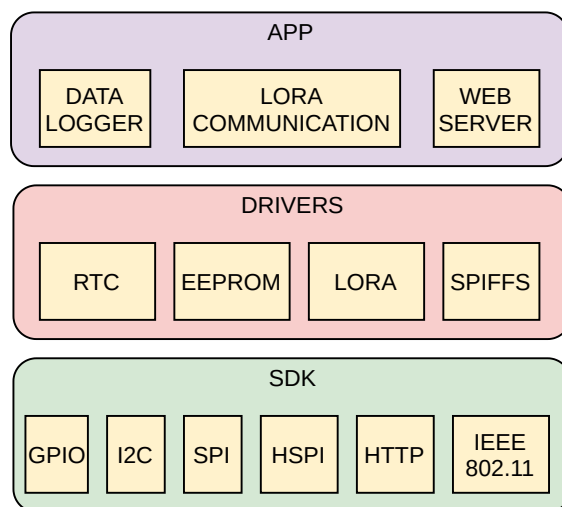 APP
DATA
LOGGER
LORA
COMMUNICATION
WEB
SERVER
DRIVERS
RTC
EEPROM
LORA
SPIFFS
SDK
GPIO
I2C
SPI
HSPI
HTTP
IEEE
802.11